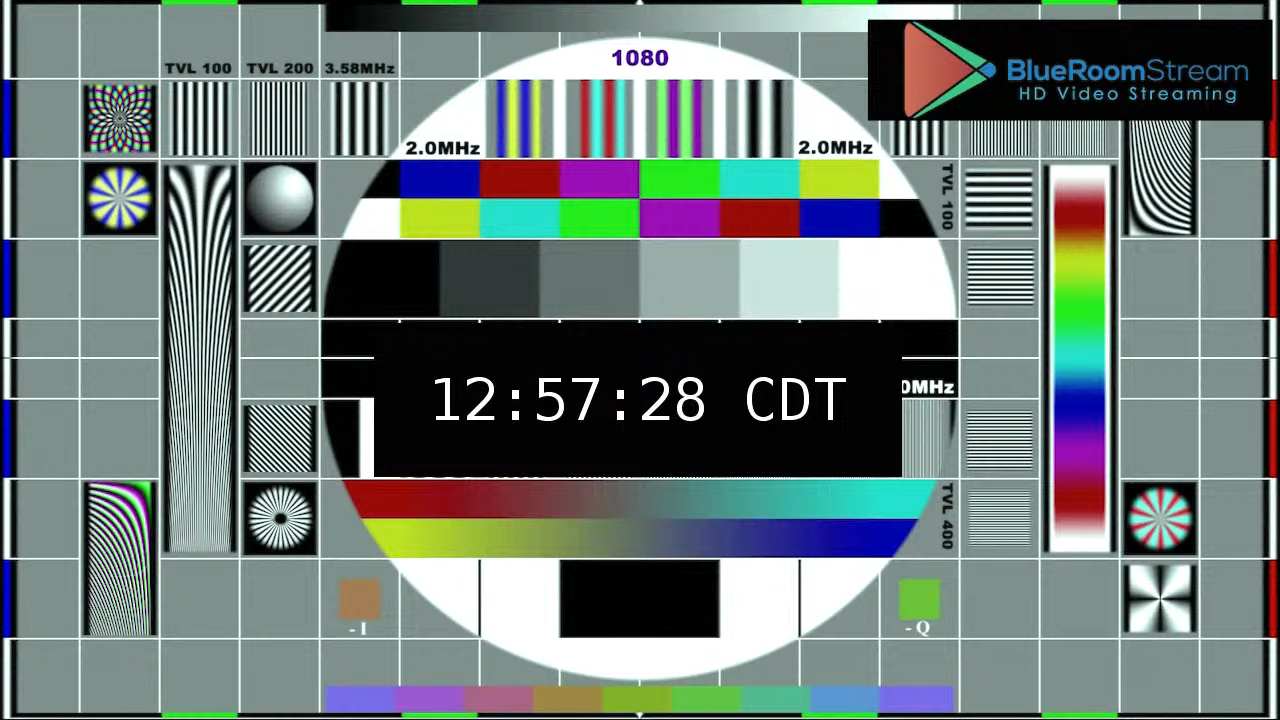 1080
BlueRoomStream
HD Video Streaming
TVL 100 TVL 200 3.58MHz
2.0MHz 2.0MHz
TVL 100
0MHz
12:57:28 CDT
TVL 400
- I - Q